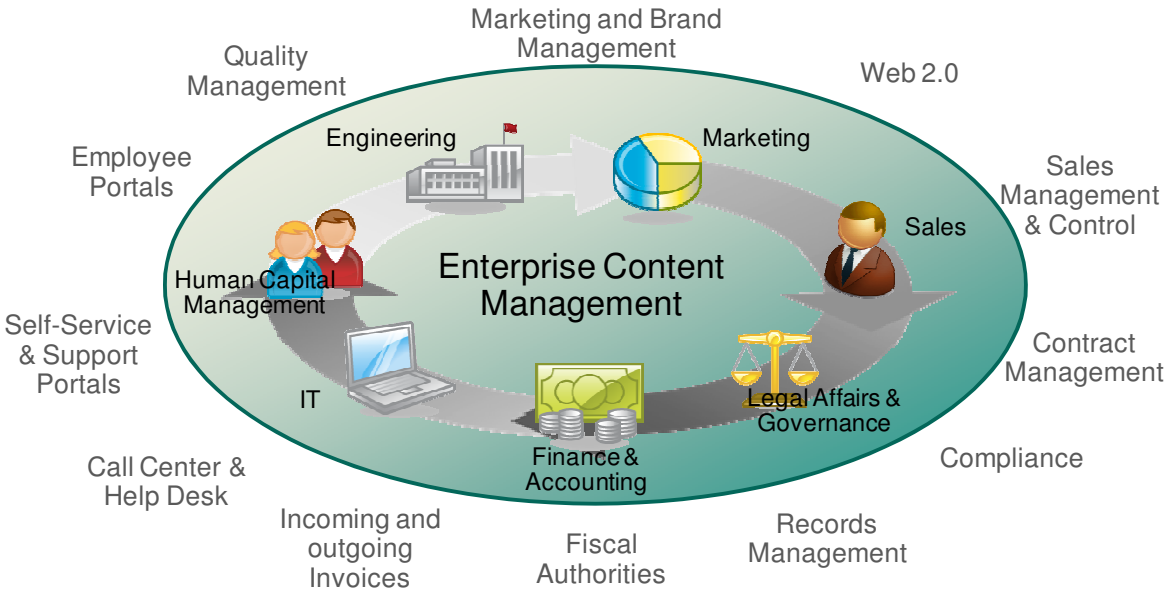 Marketing and Brand
Management
Quality
Management
Web 2.0
Engineering
Marketing
Employee
Portals
Sales
Management
& Control
Sales
Enterprise Content
Management
Human Capital
Management
Self-Service
& Support
Portals
Contract
Management
IT
Legal Affairs &
Governance
Finance &
Accounting
Compliance
Call Center &
Help Desk
Incoming and
outgoing
Invoices
Fiscal
Authorities
Records
Management